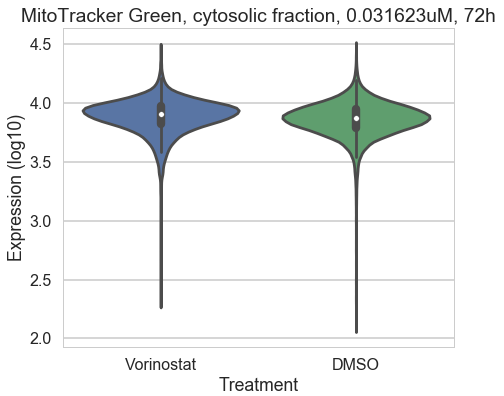 MitoTracker Green, cytosolic fraction, 0.031623uM, 72h
4.5
4.0
3.5
3.0
2.5
2.0
Expression (log10)
Vorinostat DMSO
Treatment